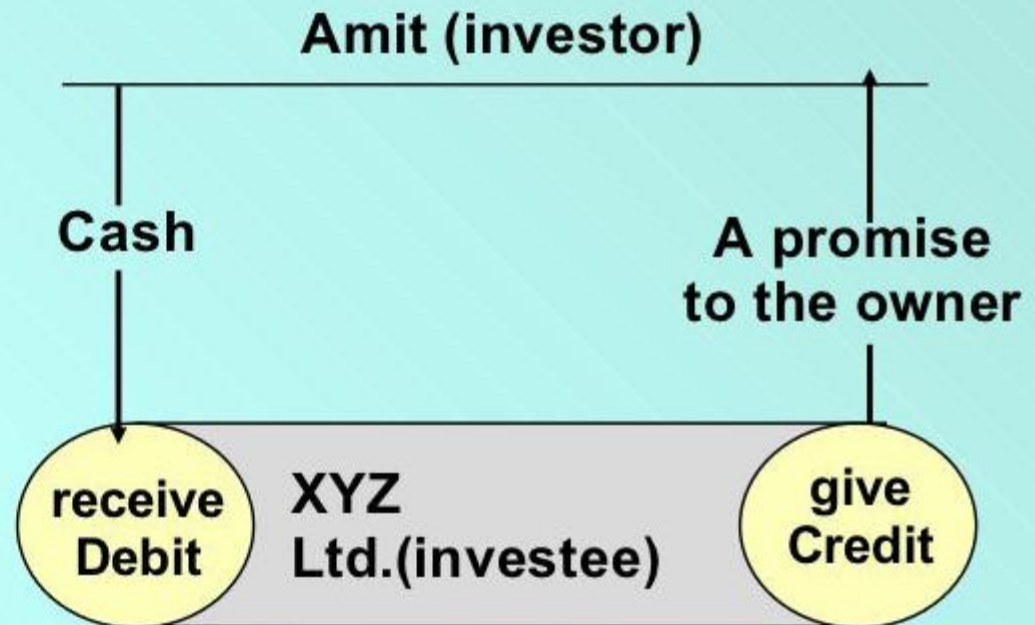 Amit (investor)
Cash
A promise
to the owner
receive
Debit
XYZ
Ltd.(investee)
give
Credit